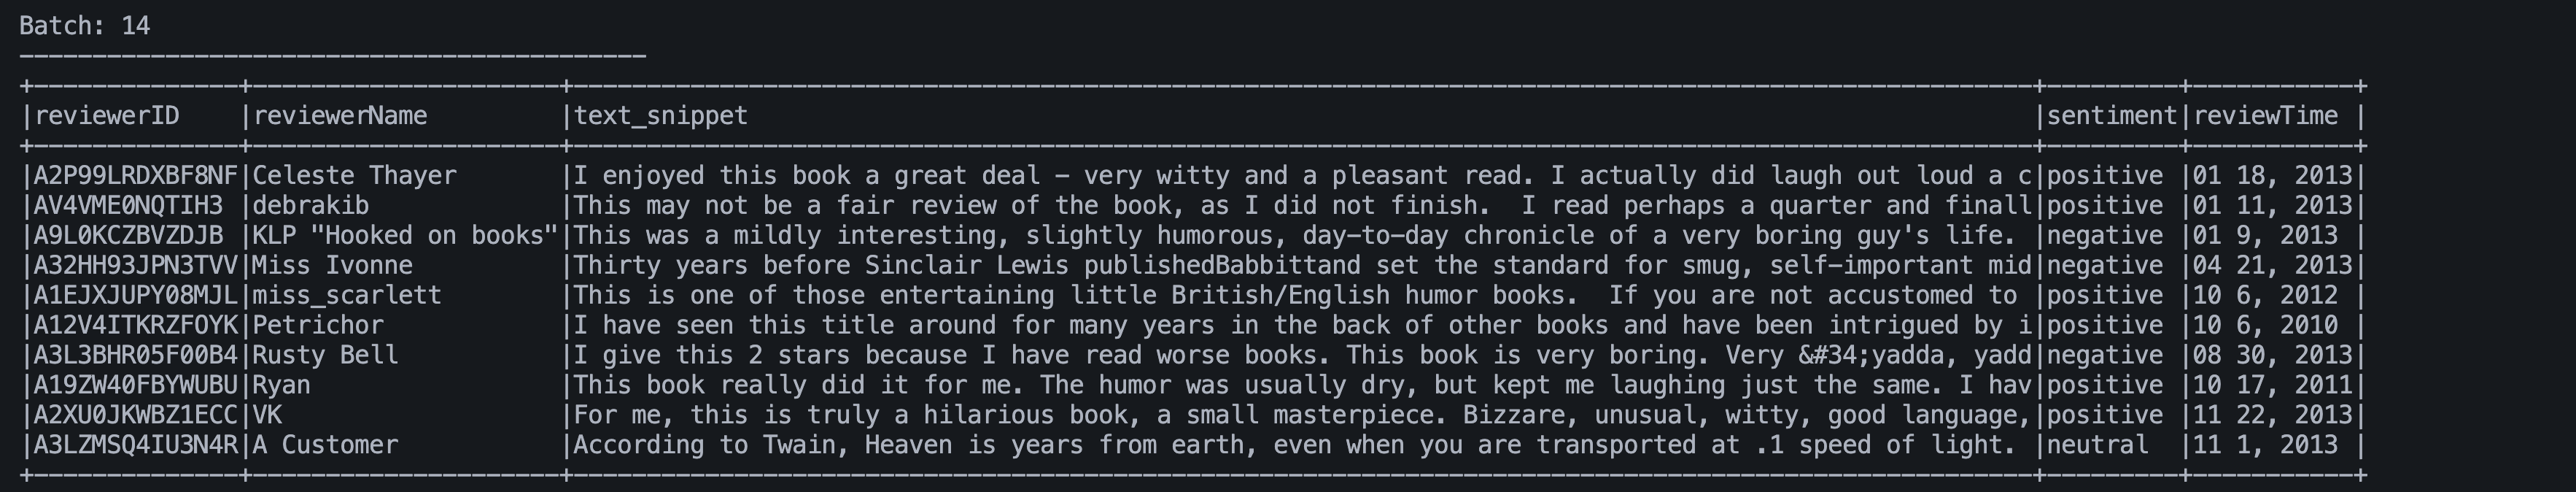 Batch: 14
-------------------------------------------
+--------------+---------------------+----------------------------------------------------------------------------------------------------+---------+-----------+
|reviewerID    |reviewerName         |text_snippet                                                                                        |sentiment|reviewTime |
+--------------+---------------------+----------------------------------------------------------------------------------------------------+---------+-----------+
|A2P99LRDXBF8NF|Celeste Thayer       |I enjoyed this book a great deal - very witty and a pleasant read. I actually did laugh out loud a c|positive |01 18, 2013|
|AV4VME0NQTIH3 |debrakib             |This may not be a fair review of the book, as I did not finish.  I read perhaps a quarter and finall|positive |01 11, 2013|
|A9L0KCZBVZDJB |KLP "Hooked on books"|This was a mildly interesting, slightly humorous, day-to-day chronicle of a very boring guy's life. |negative |01 9, 2013 |
|A32HH93JPN3TVV|Miss Ivonne          |Thirty years before Sinclair Lewis publishedBabbittand set the standard for smug, self-important mid|negative |04 21, 2013|
|A1EJXJUPY08MJL|miss_scarlett        |This is one of those entertaining little British/English humor books.  If you are not accustomed to |positive |10 6, 2012 |
|A12V4ITKRZFOYK|Petrichor            |I have seen this title around for many years in the back of other books and have been intrigued by i|positive |10 6, 2010 |
|A3L3BHR05F00B4|Rusty Bell           |I give this 2 stars because I have read worse books. This book is very boring. Very &#34;yadda, yadd|negative |08 30, 2013|
|A19ZW40FBYWUBU|Ryan                 |This book really did it for me. The humor was usually dry, but kept me laughing just the same. I hav|positive |10 17, 2011|
|A2XU0JKWBZ1ECC|VK                   |For me, this is truly a hilarious book, a small masterpiece. Bizzare, unusual, witty, good language,|positive |11 22, 2013|
|A3LZMSQ4IU3N4R|A Customer           |According to Twain, Heaven is years from earth, even when you are transported at .1 speed of light. |neutral  |11 1, 2013 |
+--------------+---------------------+----------------------------------------------------------------------------------------------------+---------+-----------+